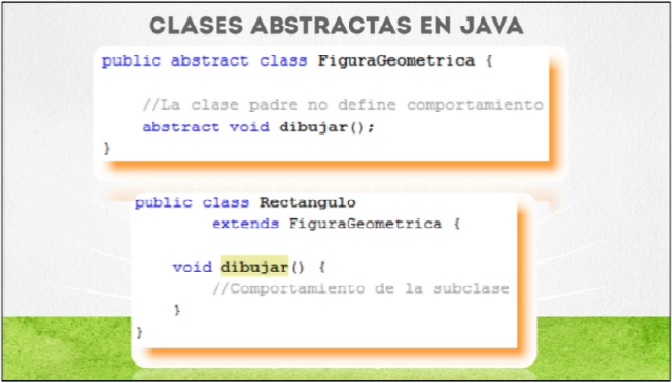 CLASES ABSTRACTAS EN JAVA
public abstract class FiguraGeometrica {
//La clase padre no define comportamiento
abstract void dibujar();
}
public class Rectangulo
extends FiguraGeometrica {
void dibujar() {
//Comportamiento de la subclase
}
}